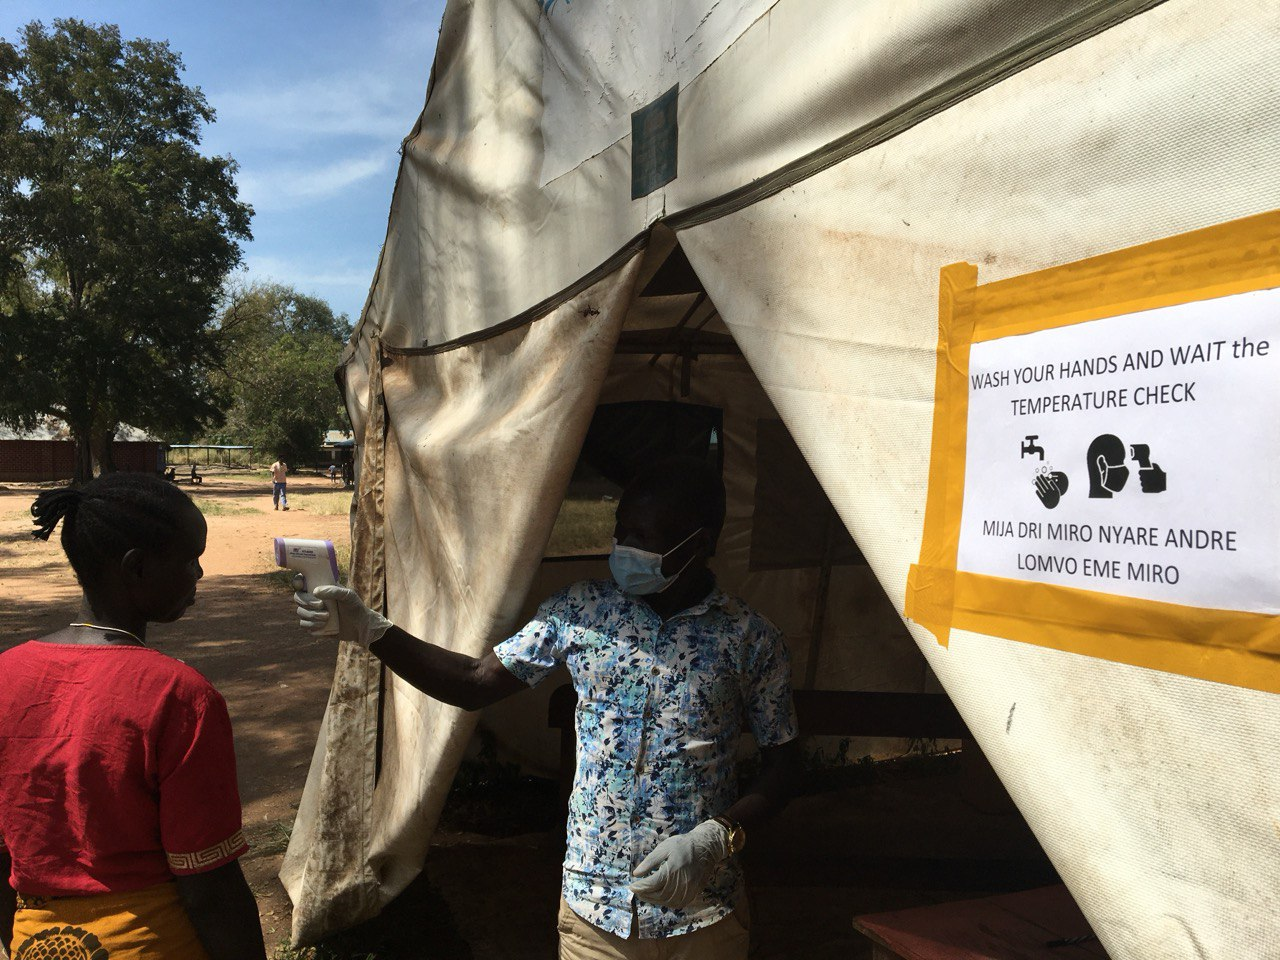 WASH YOUR HANDS AND WAIT the
TEMPERATURE CHECK
MIJA DRI MIRO NYARE ANDRE
LOMVO EME MIRO